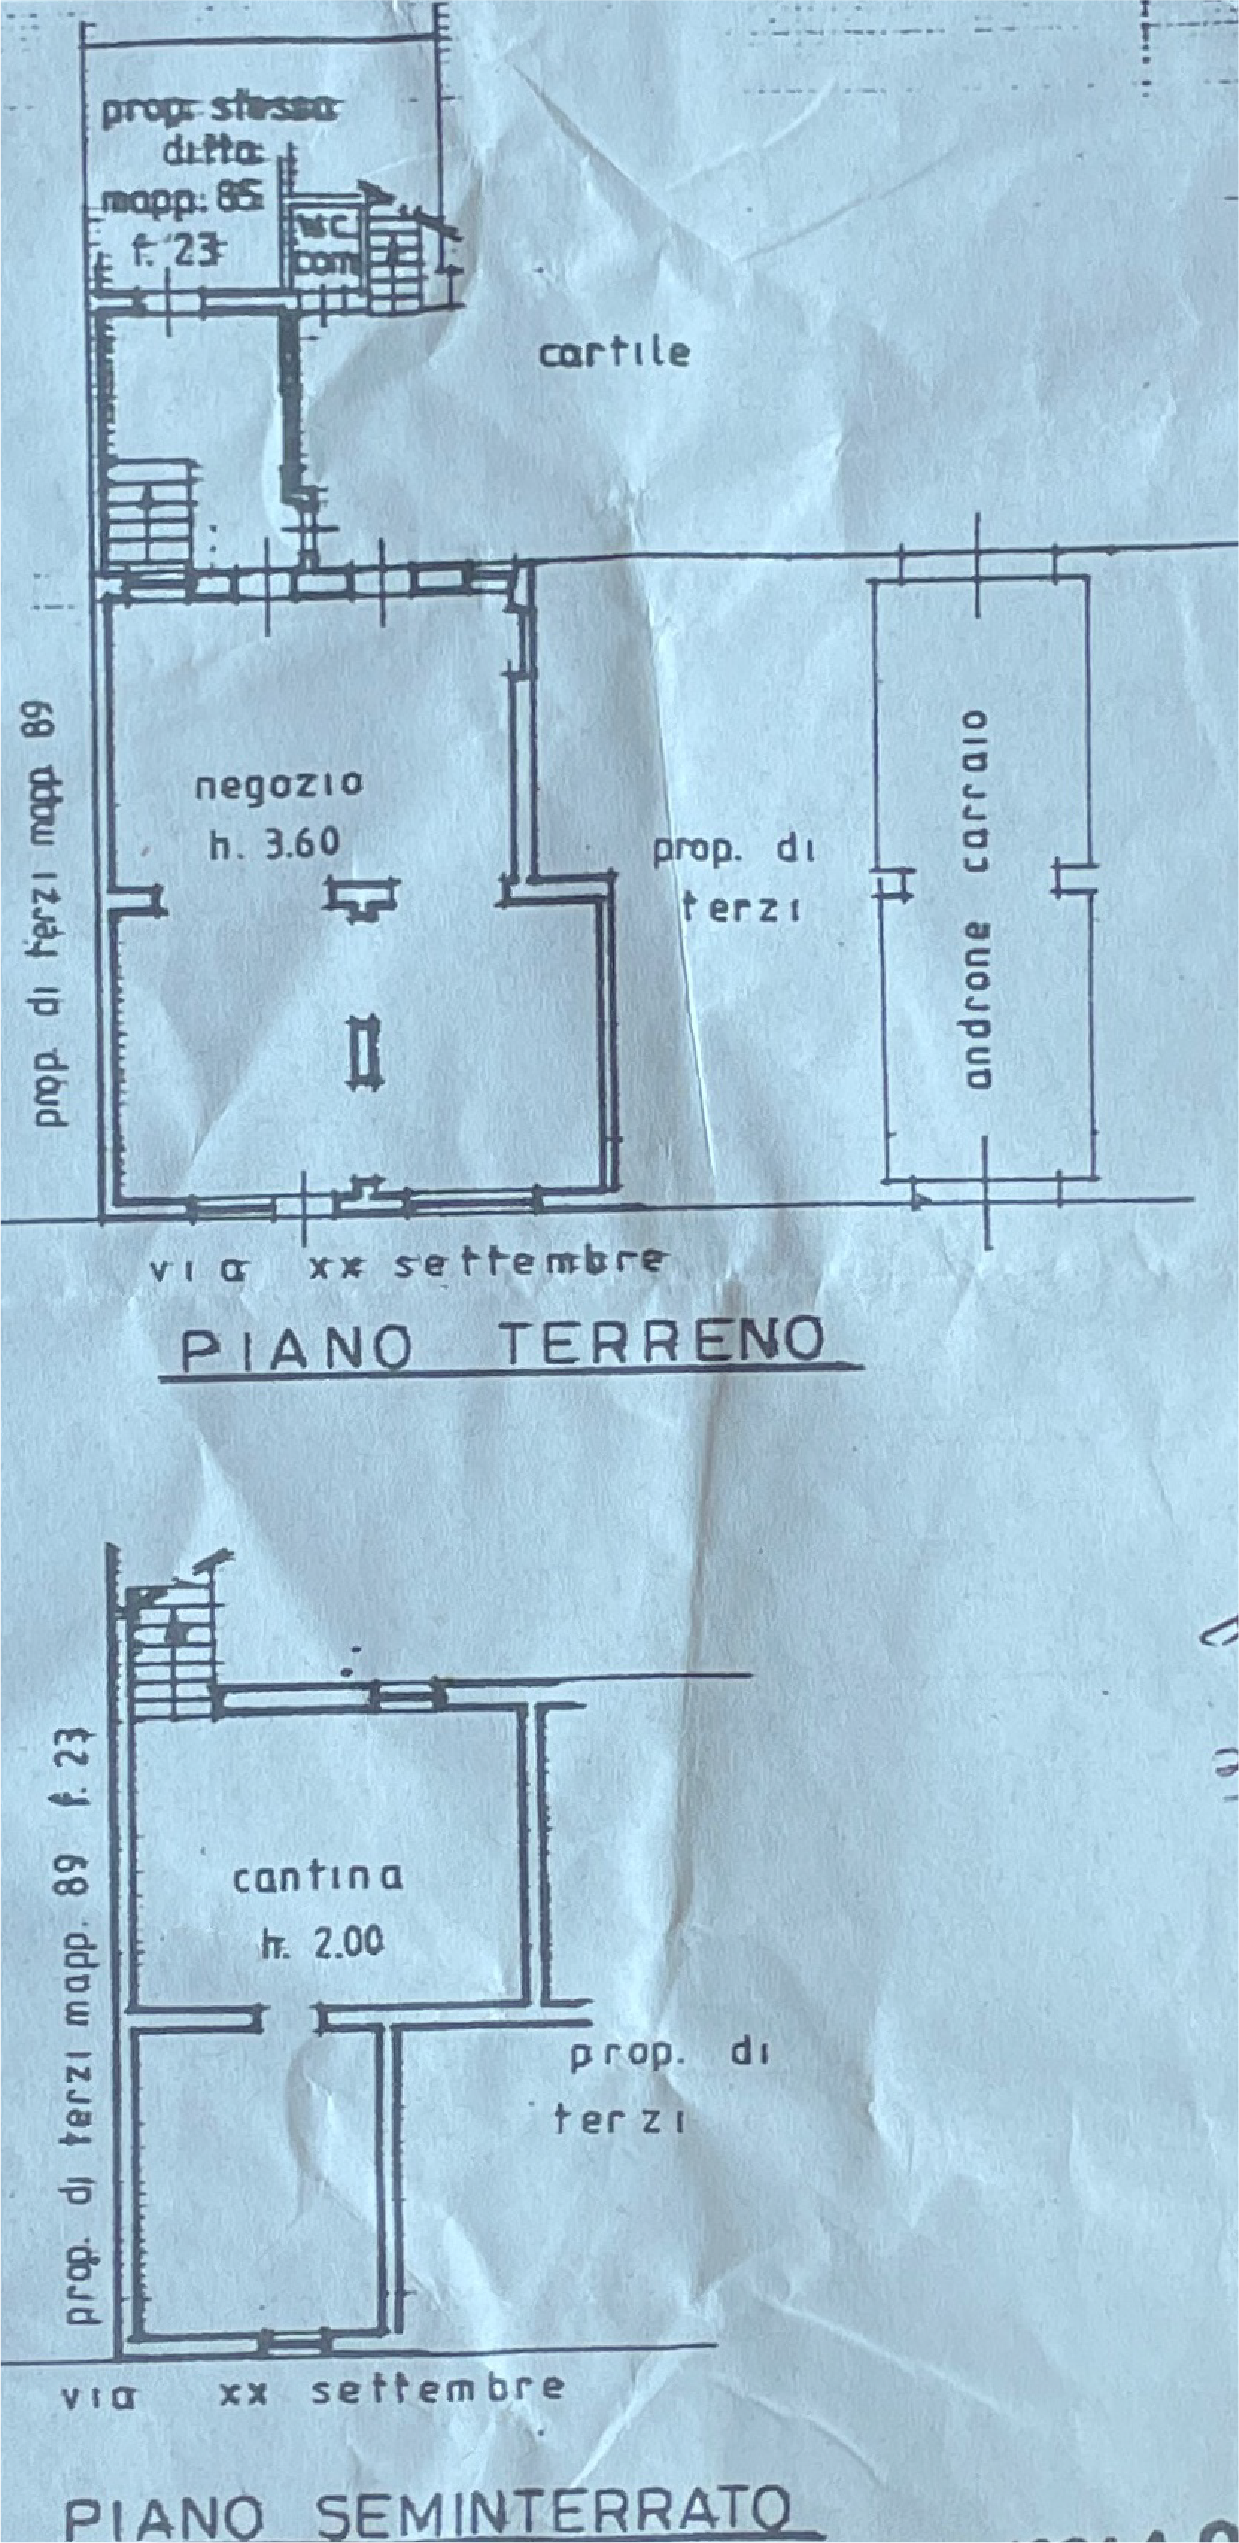 prop. stessa
ditta
mapp. 85
f. 23
wc
com
cortile
negozio
h. 3.60
prop. di terzi mapp 89
prop. di
terzi
androne carraio
via xx settembre
PIANO TERRENO
prop. di terzi mapp. 89 f. 23
cantina
h. 2.00
prop. di
terzi
via xx settembre
PIANO SEMINTERRATO